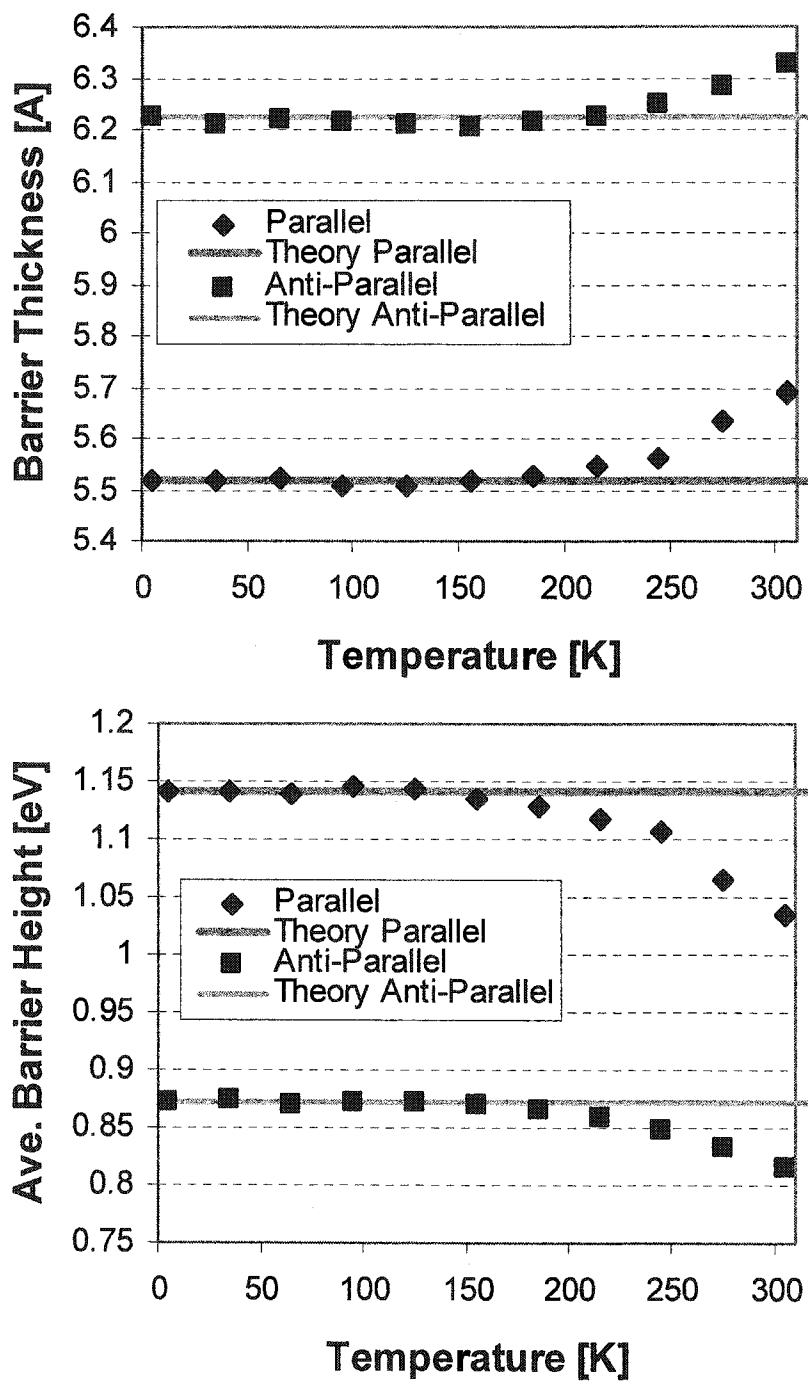 Barrier Thickness [A]
6.4
6.3
6.2
6.1
6
5.9
5.8
5.7
5.6
5.5
5.4
Parallel
Theory Parallel
Anti-Parallel
Theory Anti-Parallel
0 50 100 150 200 250 300
Temperature [K]
Ave. Barrier Height [eV]
1.2
1.15
1.1
1.05
1
0.95
0.9
0.85
0.8
0.75
Parallel
Theory Parallel
Anti-Parallel
Theory Anti-Parallel
0 50 100 150 200 250 300
Temperature [K]